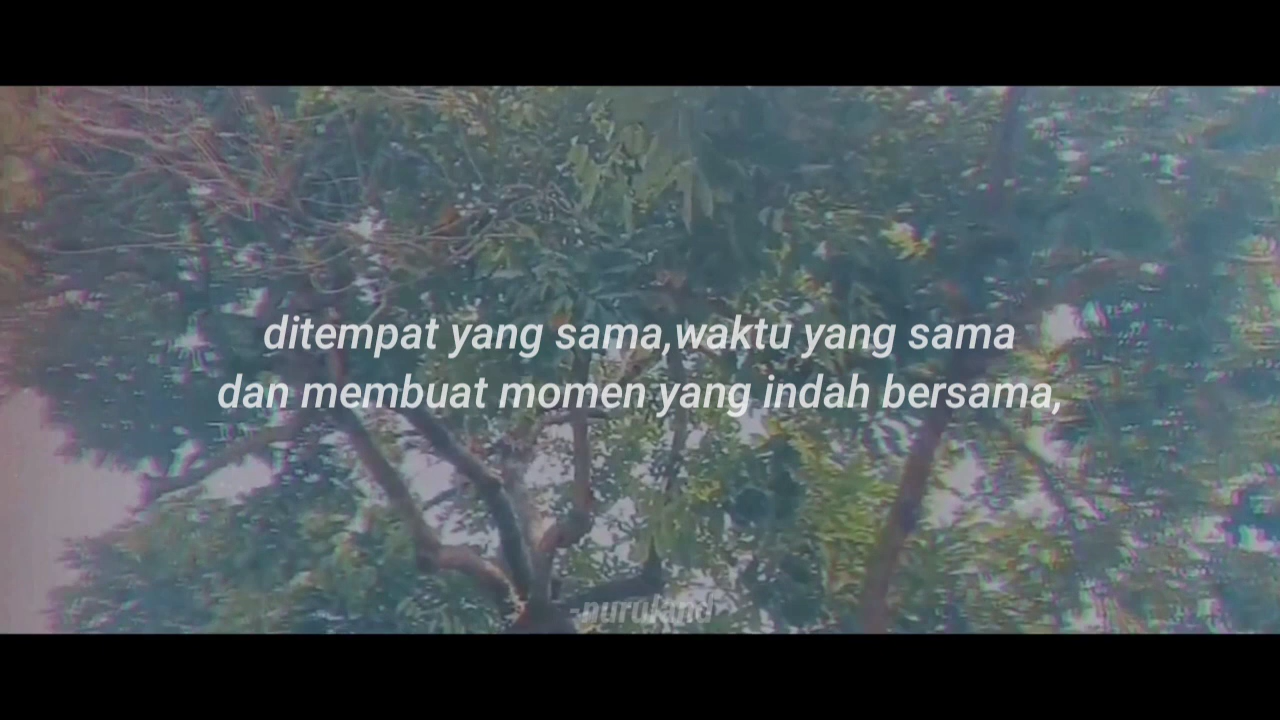 ditempat yang sama,waktu yang sama
dan membuat momen yang indah bersama,